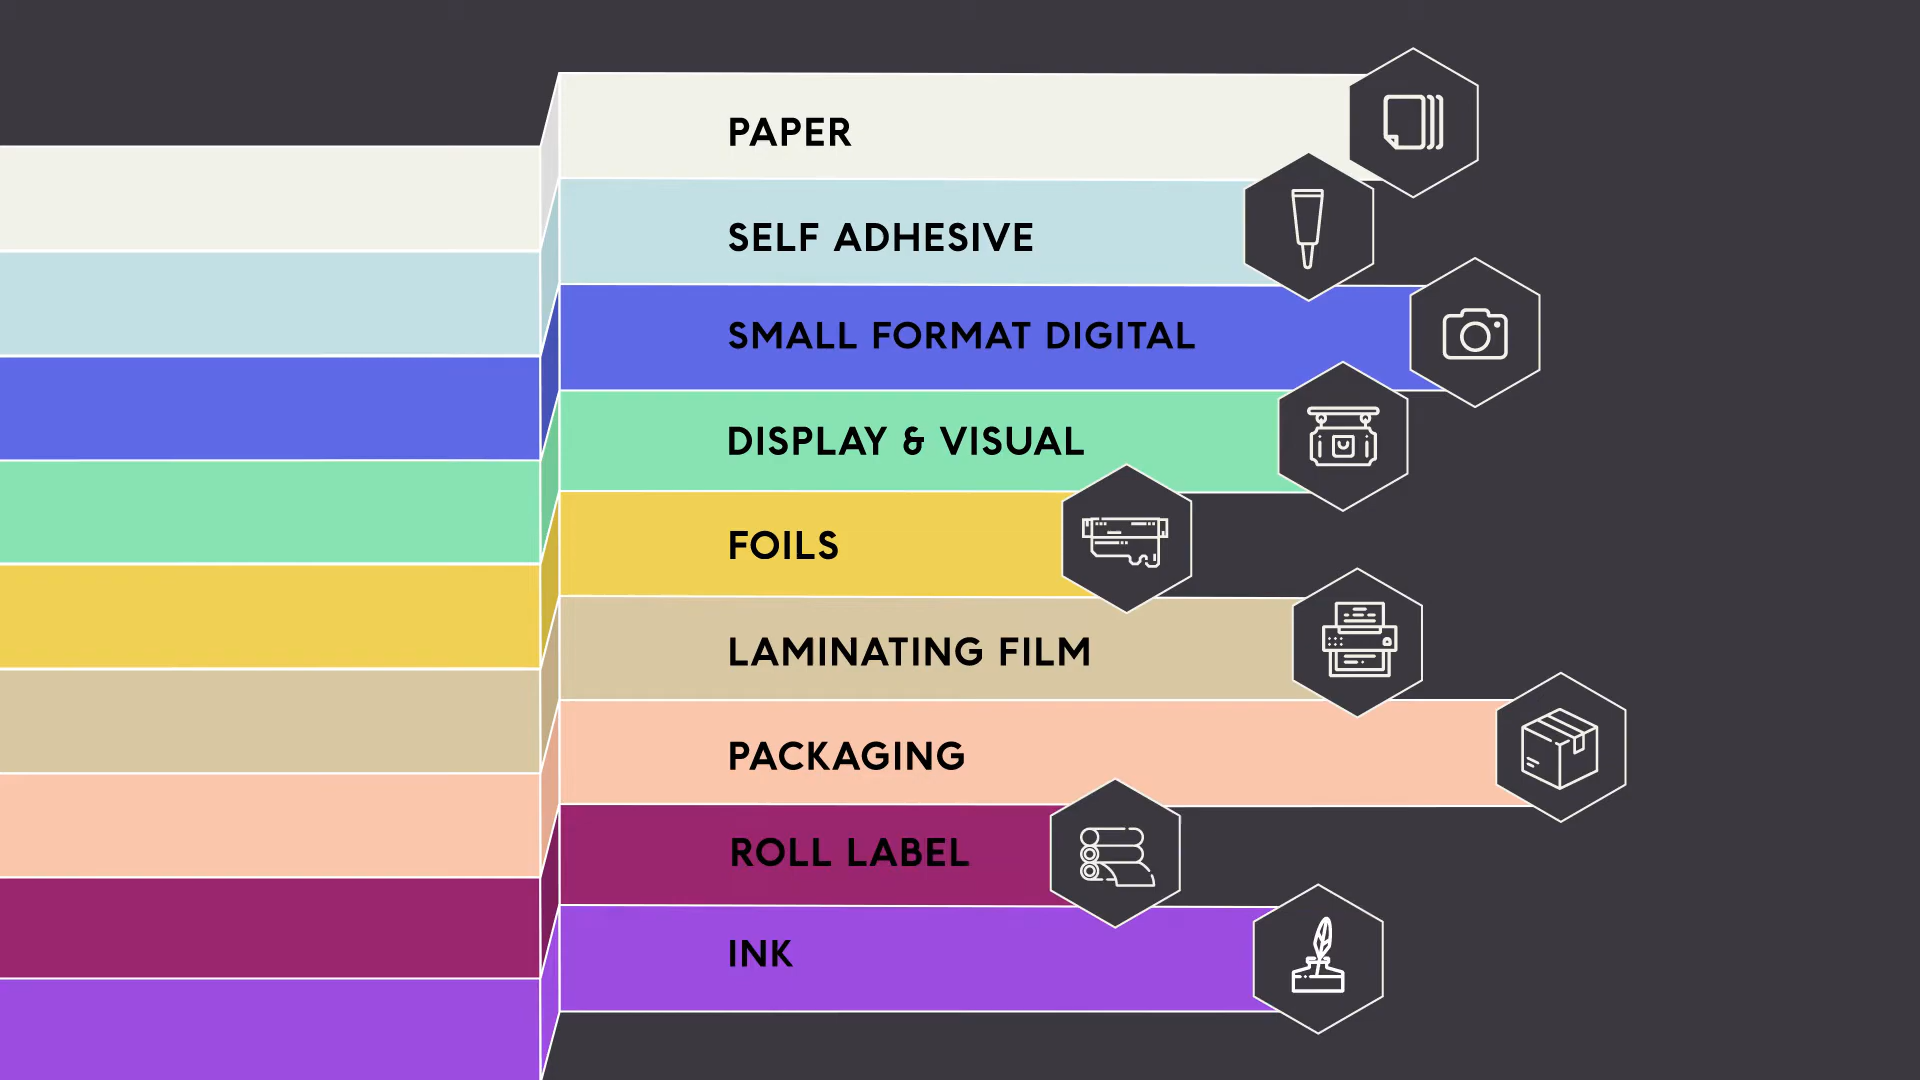 PAPER
SELF ADHESIVE
SMALL FORMAT DIGITAL
DISPLAY & VISUAL
FOILS
LAMINATING FILM
PACKAGING
ROLL LABEL
INK